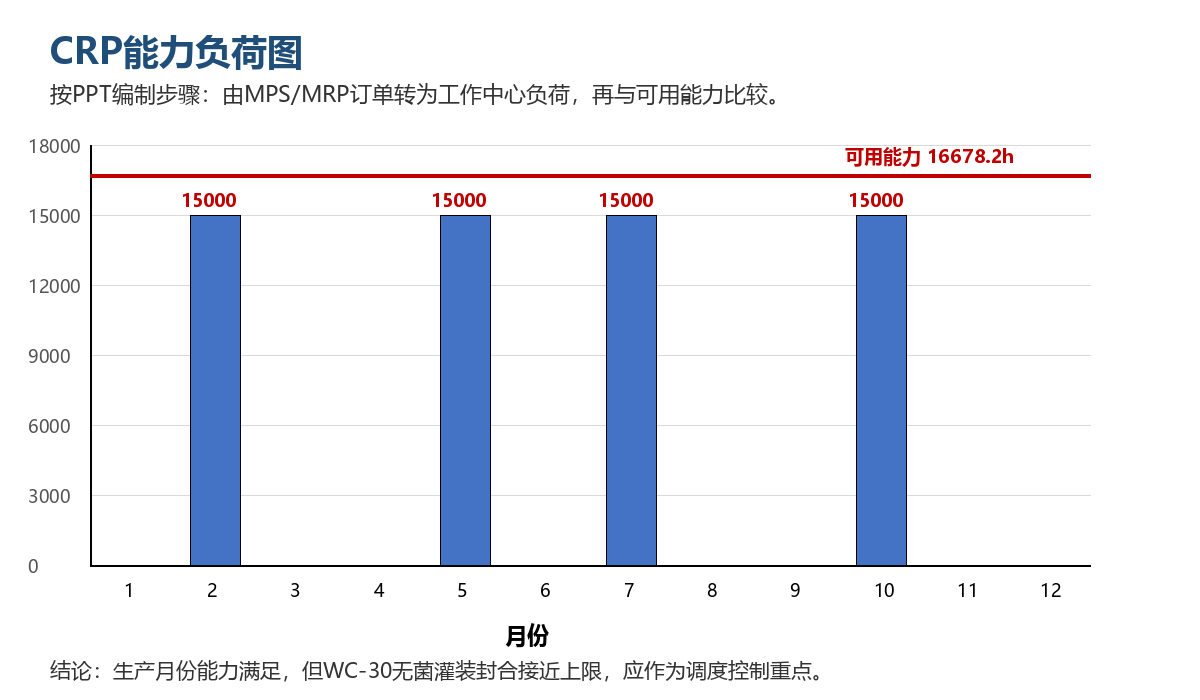 CRP能力负荷图
按PPT编制步骤：由MPS/MRP订单转为工作中心负荷，再与可用能力比较。
18000
可用能力 16678.2h
15000 15000 15000 15000
15000
12000
9000
6000
3000
0
1 2 3 4 5 6 7 8 9 10 11 12
月份
结论：生产月份能力满足，但WC-30无菌灌装封合接近上限，应作为调度控制重点。